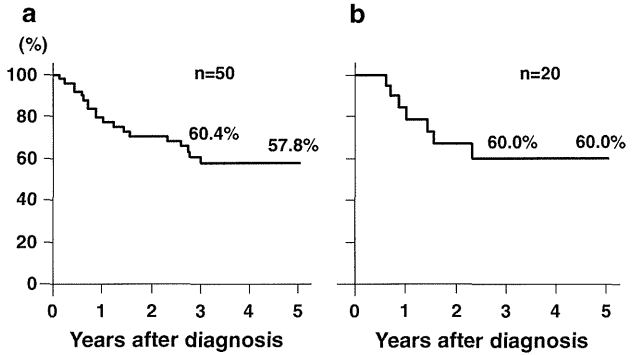 a
(%)
n=50
100
80
60
40
20
0
60.4%
57.8%
0 1 2 3 4 5
Years after diagnosis
b
n=20
60.0% 60.0%
0 1 2 3 4 5
Years after diagnosis